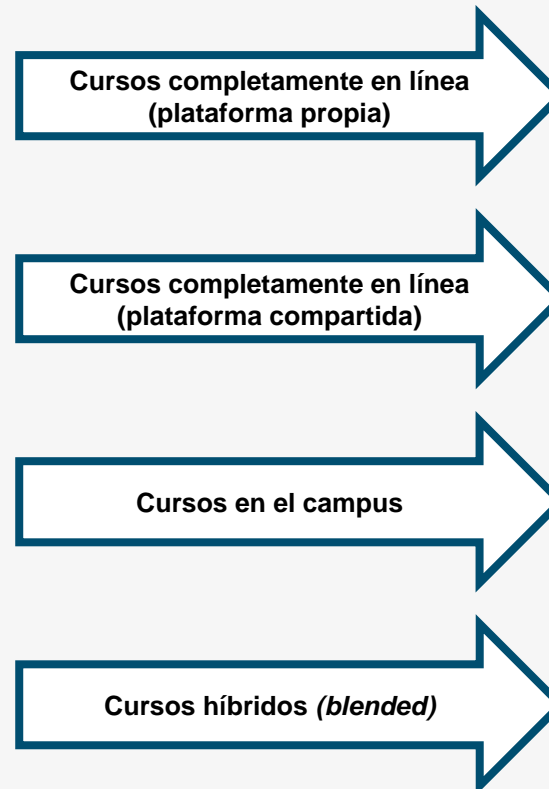 Cursos completamente en línea
(plataforma propia)
Cursos completamente en línea
(plataforma compartida)
Cursos en el campus
Cursos híbridos (blended)